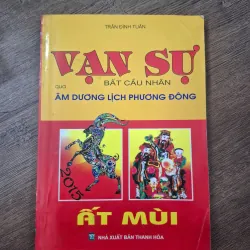 TRẦN ĐÌNH TUẤN
VẠN SỰ
BẤT CẦU NHÂN
QUA
ÂM DƯƠNG LỊCH PHƯƠNG ĐÔNG
2015
ẤT MÙI
NHÀ XUẤT BẢN THANH HÓA